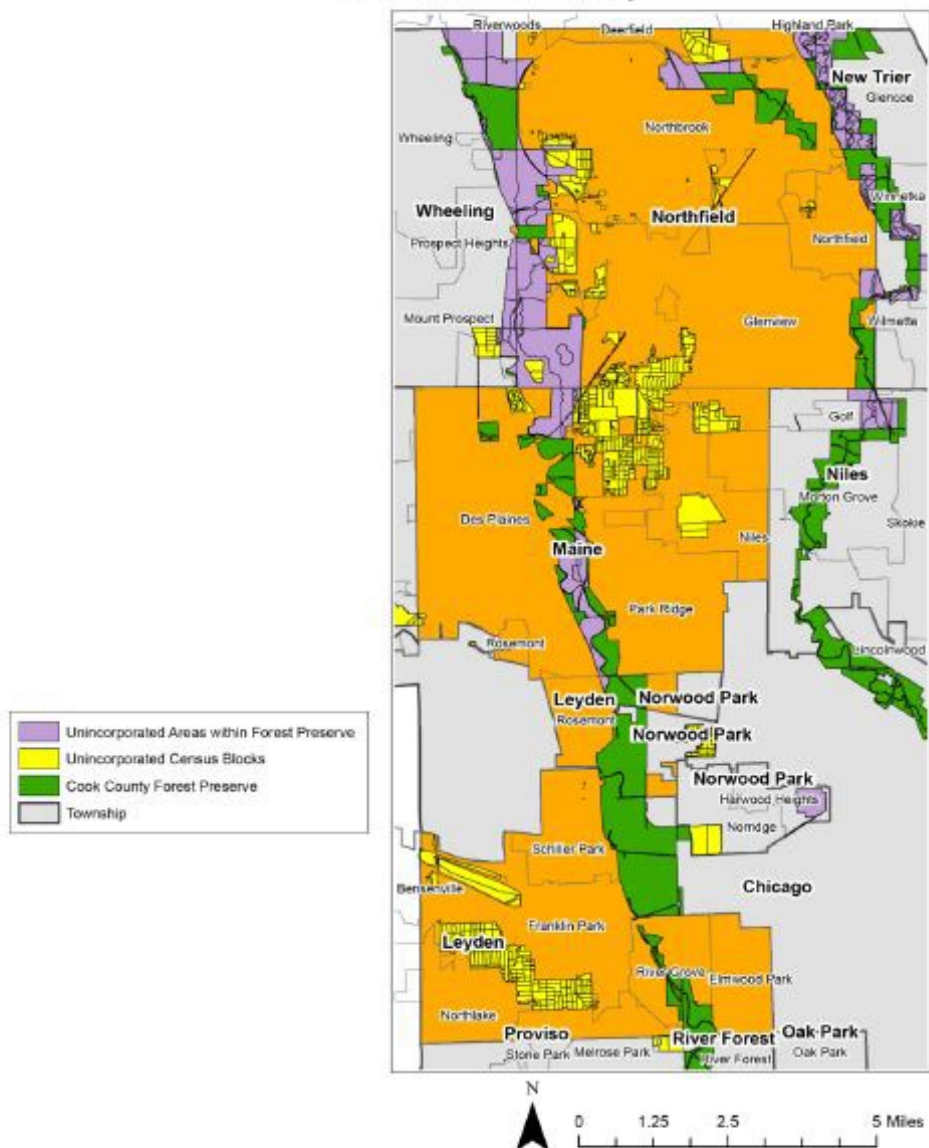 Riverwoods
Deerfield
Highland Park
New Trier
Glencoe
Northbrook
Wheeling
Winnetka
Wheeling
Northfield
Northfield
Prospect Heights
Mount Prospect
Glenview
Wilmette
Golf
Niles
Morton Grove
Skokie
Des Plaines
Niles
Maine
Park Ridge
Lincolnwood
Rosemont
Leyden
Norwood Park
Rosemont
Norwood Park
Unincorporated Areas within Forest Preserve
Unincorporated Census Blocks
Cook County Forest Preserve
Township
Norwood Park
Harwood Heights
Norridge
Schiller Park
Chicago
Bensenville
Franklin Park
Leyden
River Grove
Elmwood Park
Northlake
Proviso
River Forest
Oak Park
Stone Park
Melrose Park
River Forest
Oak Park
N
0 1.25 2.5 5 Miles